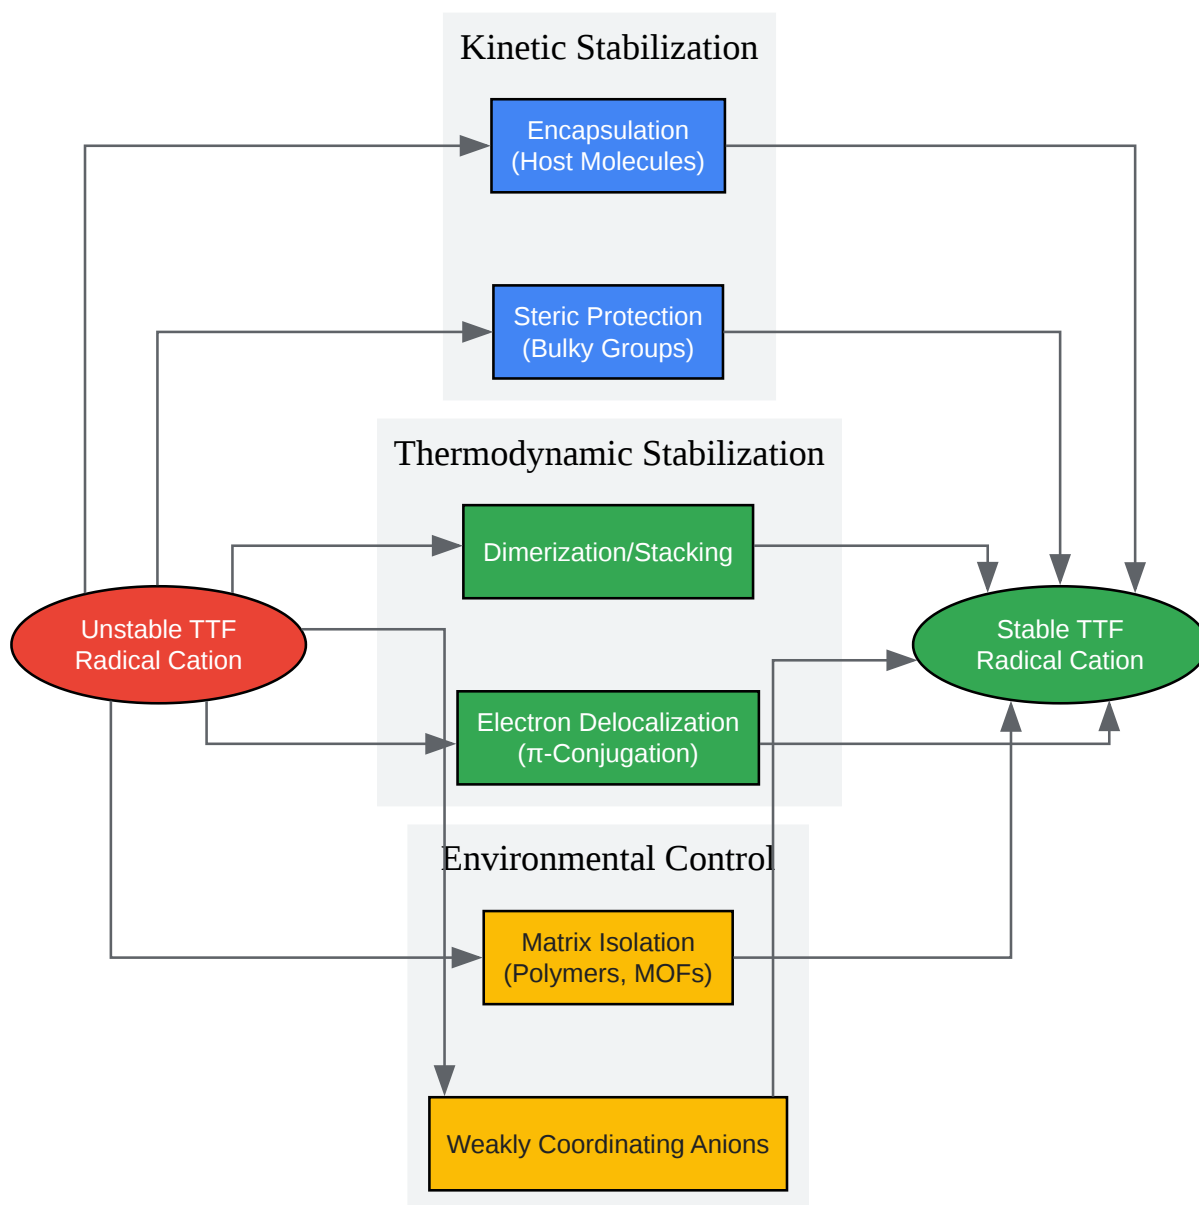 Kinetic Stabilization
Encapsulation
(Host Molecules)
Steric Protection
(Bulky Groups)
Thermodynamic Stabilization
Dimerization/Stacking
Unstable TTF
Radical Cation
Stable TTF
Radical Cation
Electron Delocalization
(π-Conjugation)
Environmental Control
Matrix Isolation
(Polymers, MOFs)
Weakly Coordinating Anions